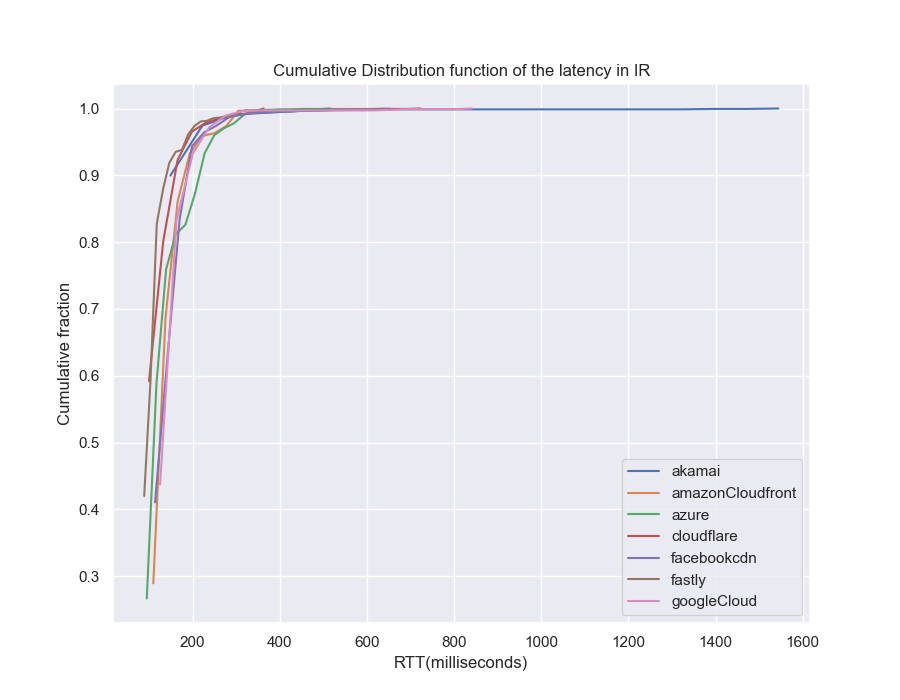 Cumulative Distribution function of the latency in IR
1.0
0.9
0.8
0.7
0.6
0.5
0.4
0.3
Cumulative fraction
akamai
amazonCloudfront
azure
cloudflare
facebookcdn
fastly
googleCloud
200 400 600 800 1000 1200 1400 1600
RTT(milliseconds)